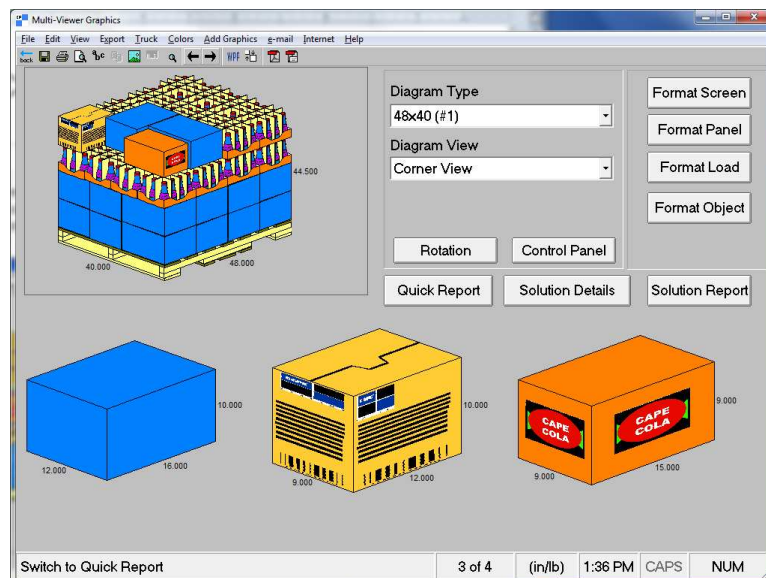 Multi-Viewer Graphics
File Edit View Export Truck Colors Add Graphics e-mail Internet Help
back
WPF
Diagram Type
48x40 (#1)
Diagram View
Corner View
Rotation Control Panel
Format Screen
Format Panel
Format Load
Format Object
Quick Report Solution Details Solution Report
44.500
40.000 48.000
CAPE
COLA
10.000
12.000 16.000
10.000
9.000 12.000
CAPE
COLA
CAPE
COLA
9.000
9.000 15.000
Switch to Quick Report 3 of 4 (in/lb) 1:36 PM CAPS NUM